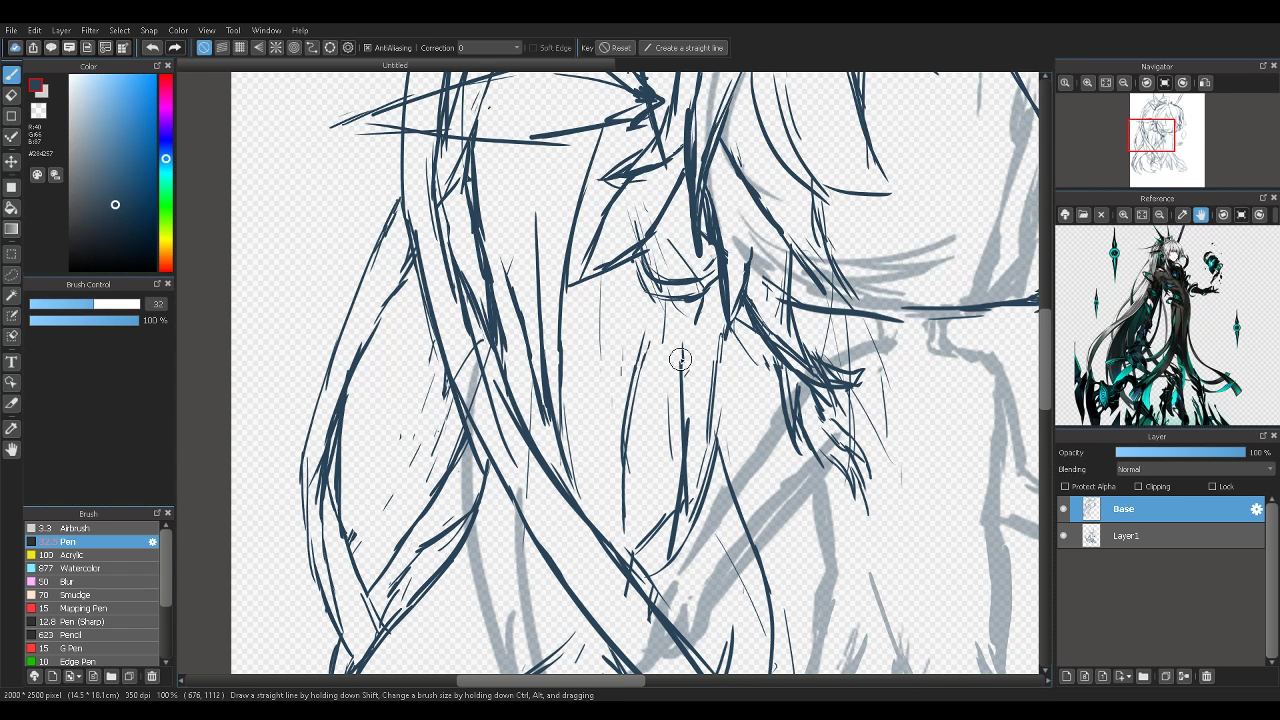 File Edit Layer Filter Select Snap Color View Tool Window Help
AntiAliasing Correction 0 Soft Edge Key Reset Create a straight line
Untitled
Color
R:40
G:66
B:87
#284257
Brush Control
32
100 %
Brush
3.3 Airbrush
Pen
100 Acrylic
877 Watercolor
50 Blur
70 Smudge
15 Mapping Pen
12.8 Pen (Sharp)
623 Pencil
15 G Pen
10 Edge Pen
Navigator
Reference
Layer
Opacity 100 %
Blending Normal
Protect Alpha Clipping Lock
Base
Layer1
2000 * 2500 pixel (14.5 * 18.1cm) 350 dpi 100 % ( 676, 1112 ) Draw a straight line by holding down Shift, Change a brush size by holding down Ctrl, Alt, and dragging